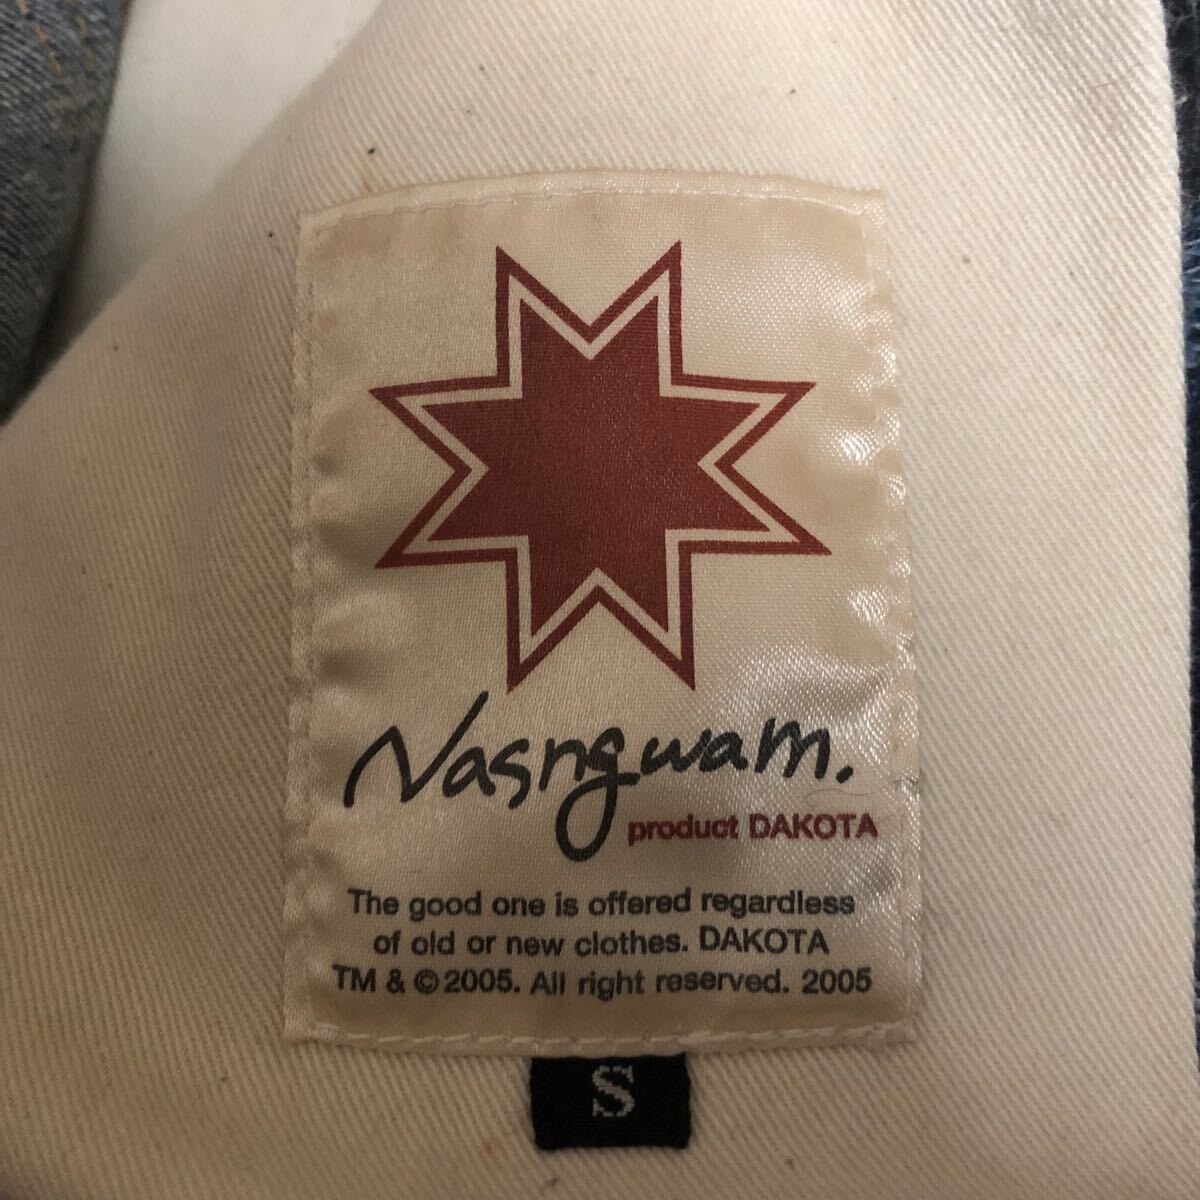 Nasngwam.
product DAKOTA
The good one is offered regardless
of old or new clothes. DAKOTA
TM & ©2005. All right reserved. 2005
S